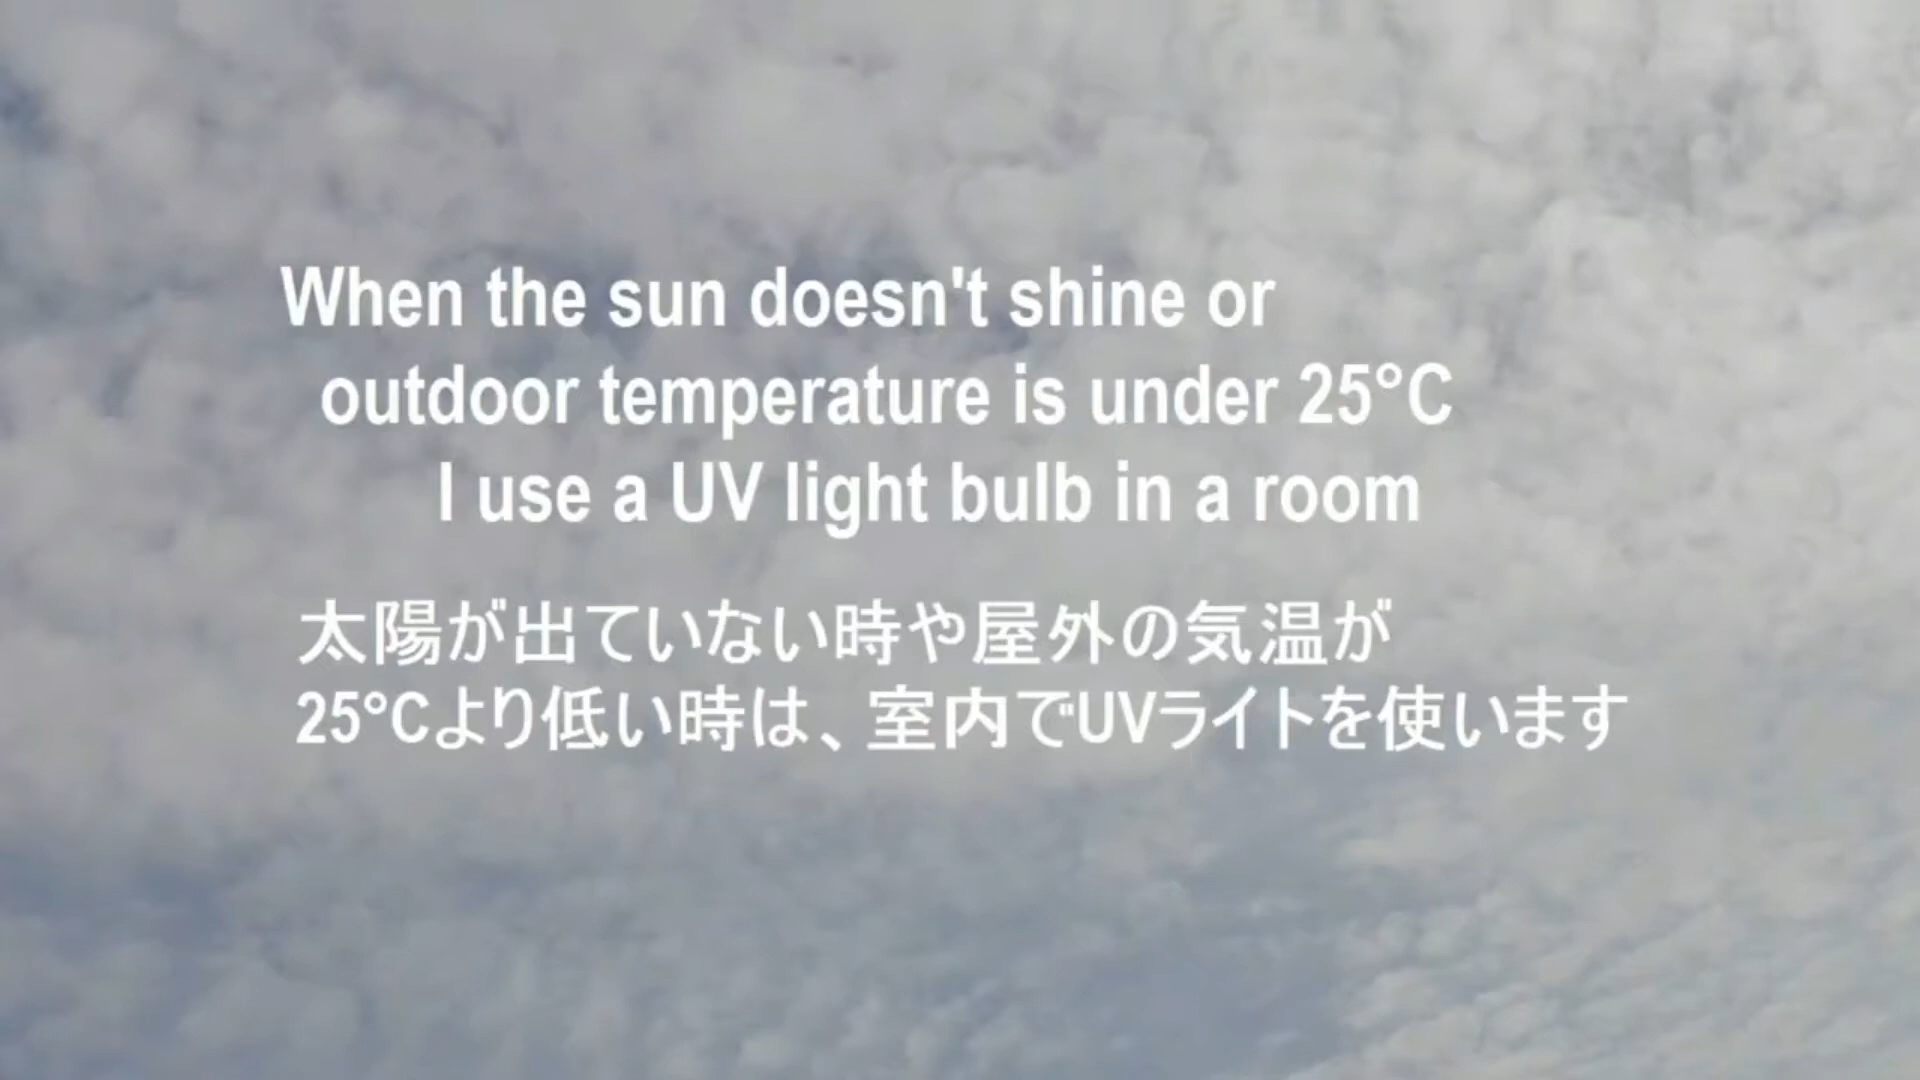 When the sun doesn't shine or
outdoor temperature is under 25°C
I use a UV light bulb in a room
太陽が出ていない時や屋外の気温が
25°Cより低い時は、室内でUVライトを使います